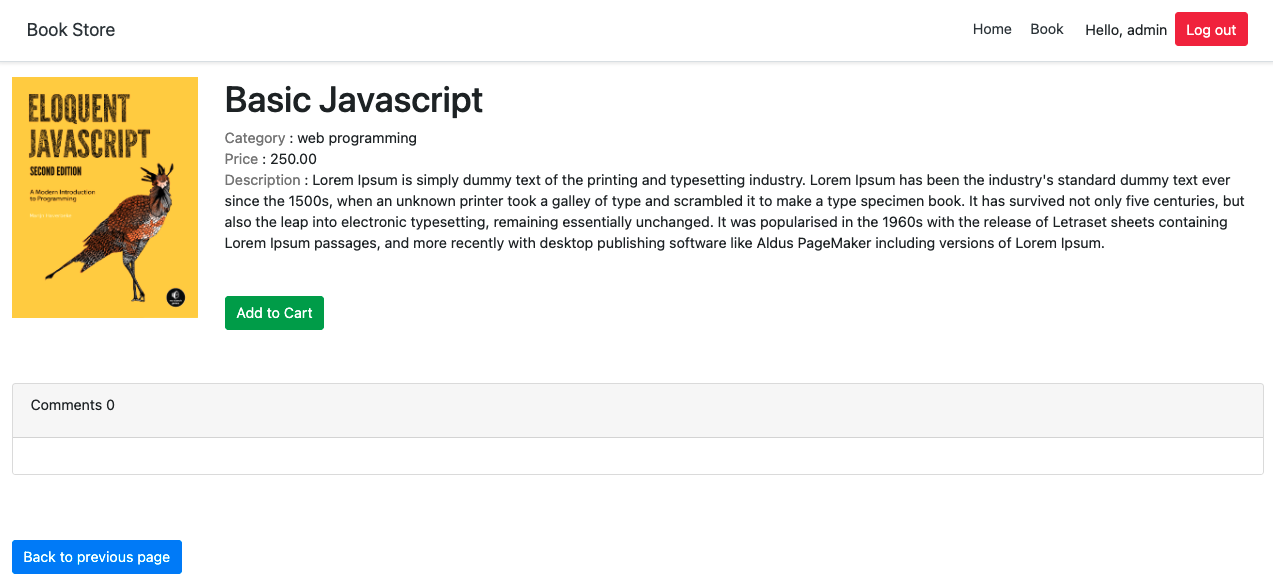 Book Store
Home
Book
Hello, admin
Log out
ELOQUENT
JAVASCRIPT
SECOND EDITION
A Modern Introduction
to Programming
Basic Javascript
Category : web programming
Price : 250.00
Description : Lorem Ipsum is simply dummy text of the printing and typesetting industry. Lorem Ipsum has been the industry's standard dummy text ever
since the 1500s, when an unknown printer took a galley of type and scrambled it to make a type specimen book. It has survived not only five centuries, but
also the leap into electronic typesetting, remaining essentially unchanged. It was popularised in the 1960s with the release of Letraset sheets containing
Lorem Ipsum passages, and more recently with desktop publishing software like Aldus PageMaker including versions of Lorem Ipsum.
Add to Cart
Comments 0
Back to previous page